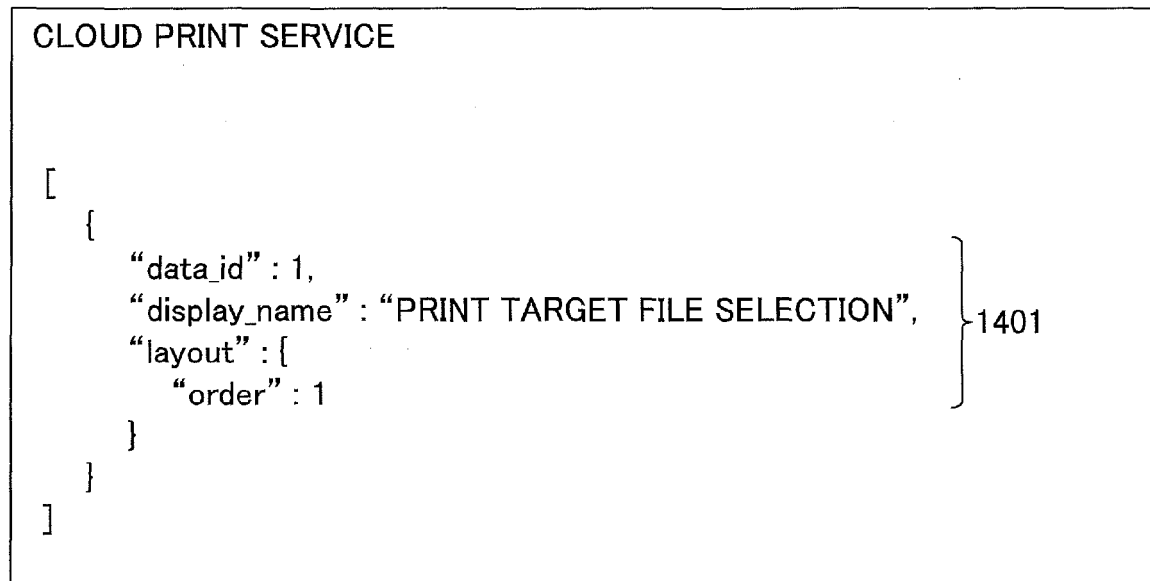 CLOUD PRINT SERVICE
[
{
“data_id” : 1,
“display_name” : “PRINT TARGET FILE SELECTION”,
“layout” : {
“order” : 1
}
}
]
1401